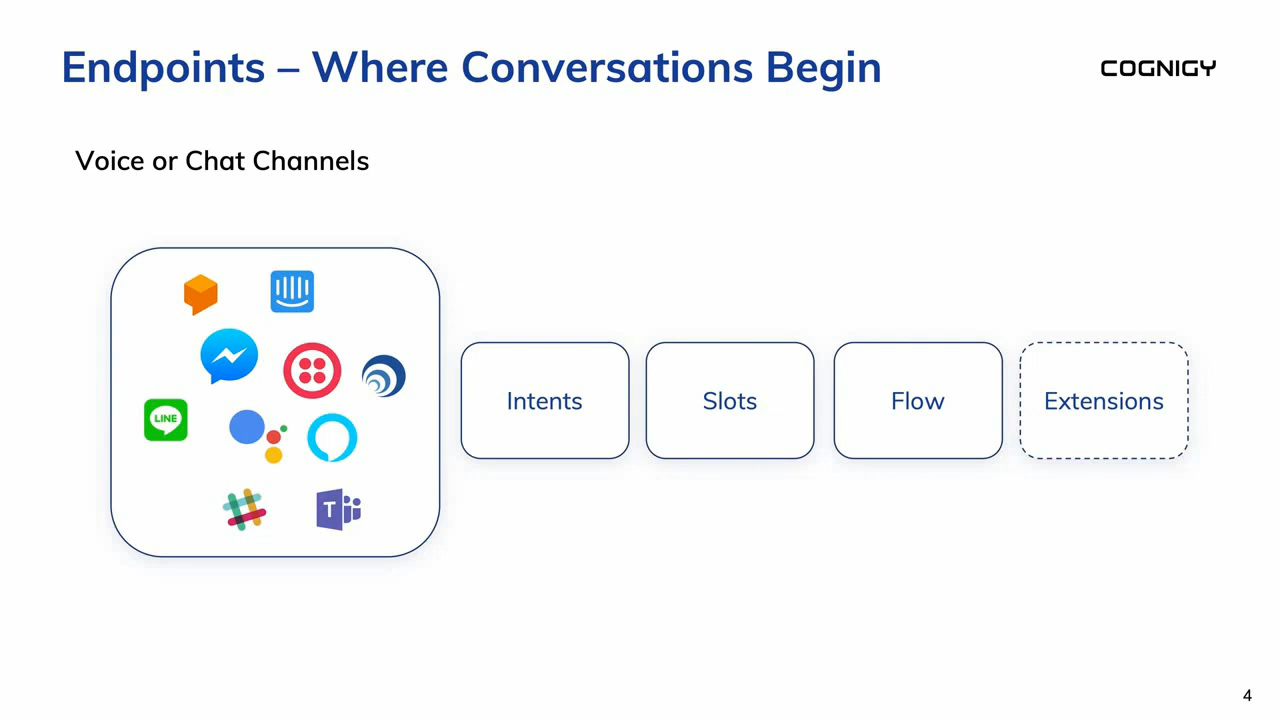 Endpoints – Where Conversations Begin
COGNIGY
Voice or Chat Channels
LINE
T
Intents
Slots
Flow
Extensions
4